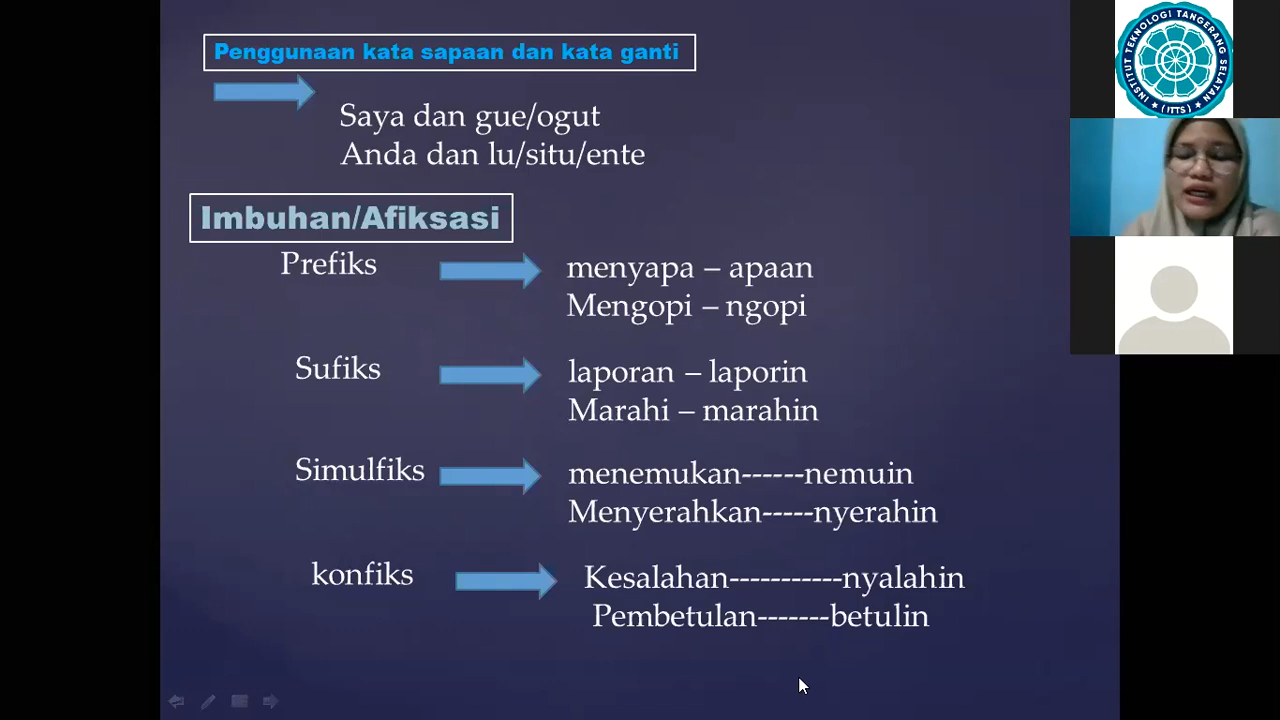 Penggunaan kata sapaan dan kata ganti
Saya dan gue/ogut
Anda dan lu/situ/ente
Imbuhan/Afiksasi
Prefiks
menyapa – apaan
Mengopi – ngopi
Sufiks
laporan – laporin
Marahi – marahin
Simulfiks
menemukan------nemuin
Menyerahkan-----nyerahin
konfiks
Kesalahan-----------nyalahin
Pembetulan-------betulin
INSTITUT TEKNOLOGI TANGERANG SELATAN
(ITTS)